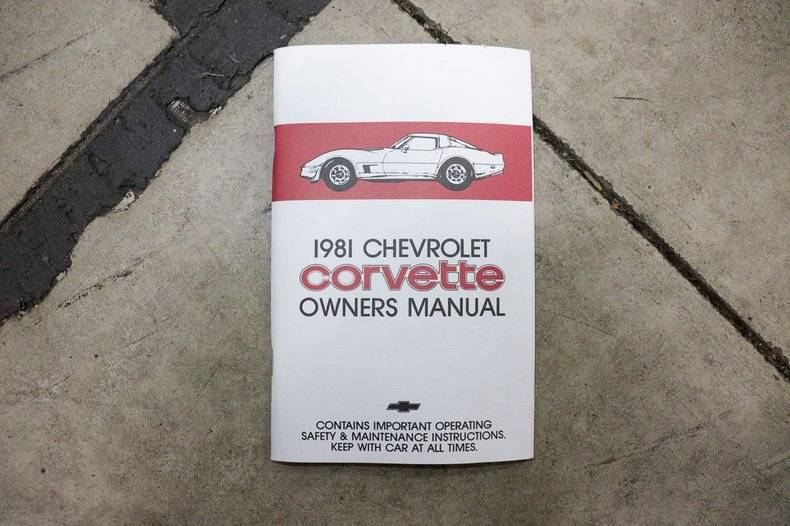 1981 CHEVROLET
corvette
OWNERS MANUAL
CONTAINS IMPORTANT OPERATING
SAFETY & MAINTENANCE INSTRUCTIONS.
KEEP WITH CAR AT ALL TIMES.